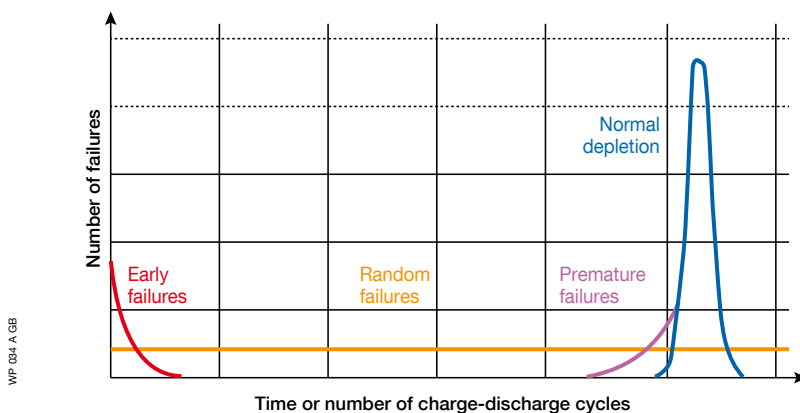 Number of failures
Normal
depletion
Early
failures
Random
failures
Premature
failures
WP 034 A GB
Time or number of charge-discharge cycles